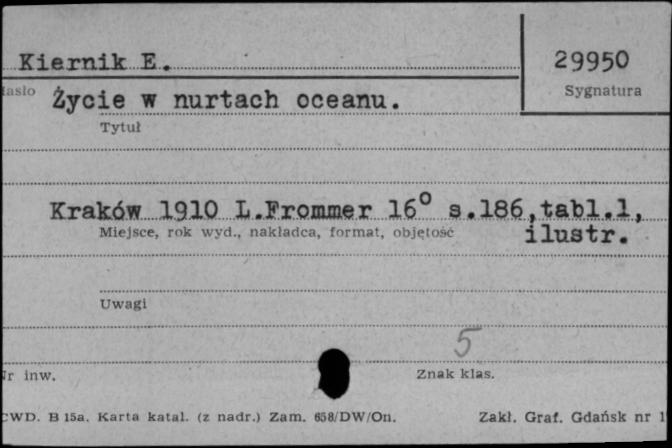 Kiernik E.
29950
Hasło
Sygnatura
Życie w nurtach oceanu.
Tytuł
Kraków 1910 L.Frommer 16° s.186,tabl.1,
Miejsce, rok wyd., nakładca, format, objętość
ilustr.
Uwagi
5
Nr inw.
Znak klas.
CWD. B 15a. Karta katal. (z nadr.) Zam. 658/DW/On.
Zakł. Graf. Gdańsk nr 1